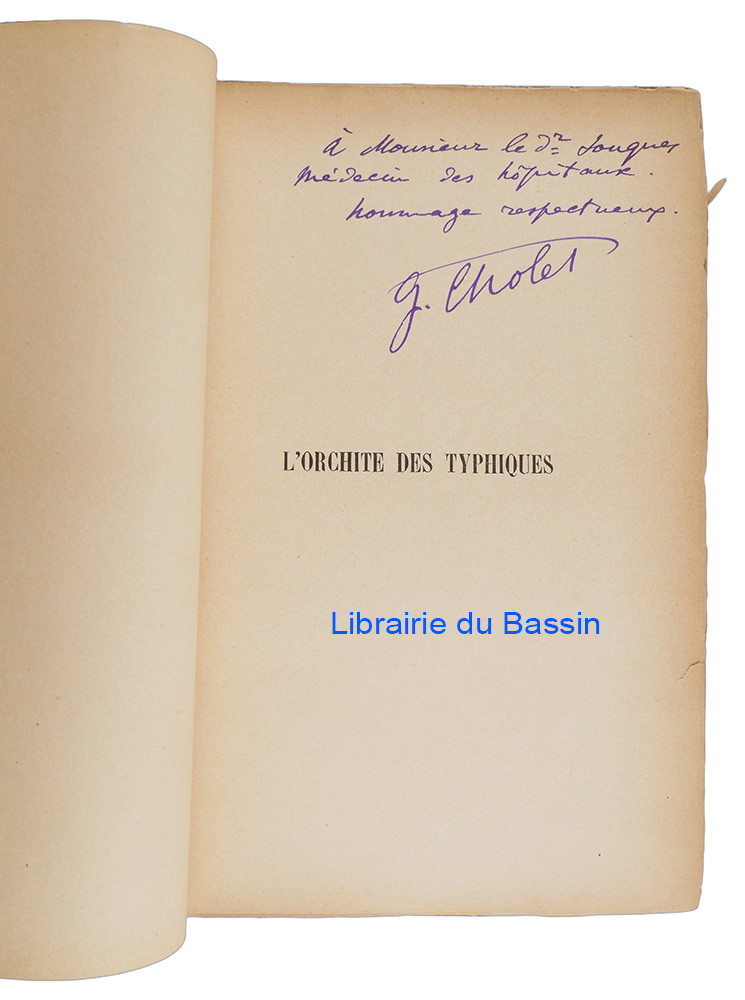 À Monsieur le Dr Souques
Médecin des hôpitaux.
hommage respectueux.
G. Cholet
L'ORCHITE DES TYPHIQUES
Librairie du Bassin